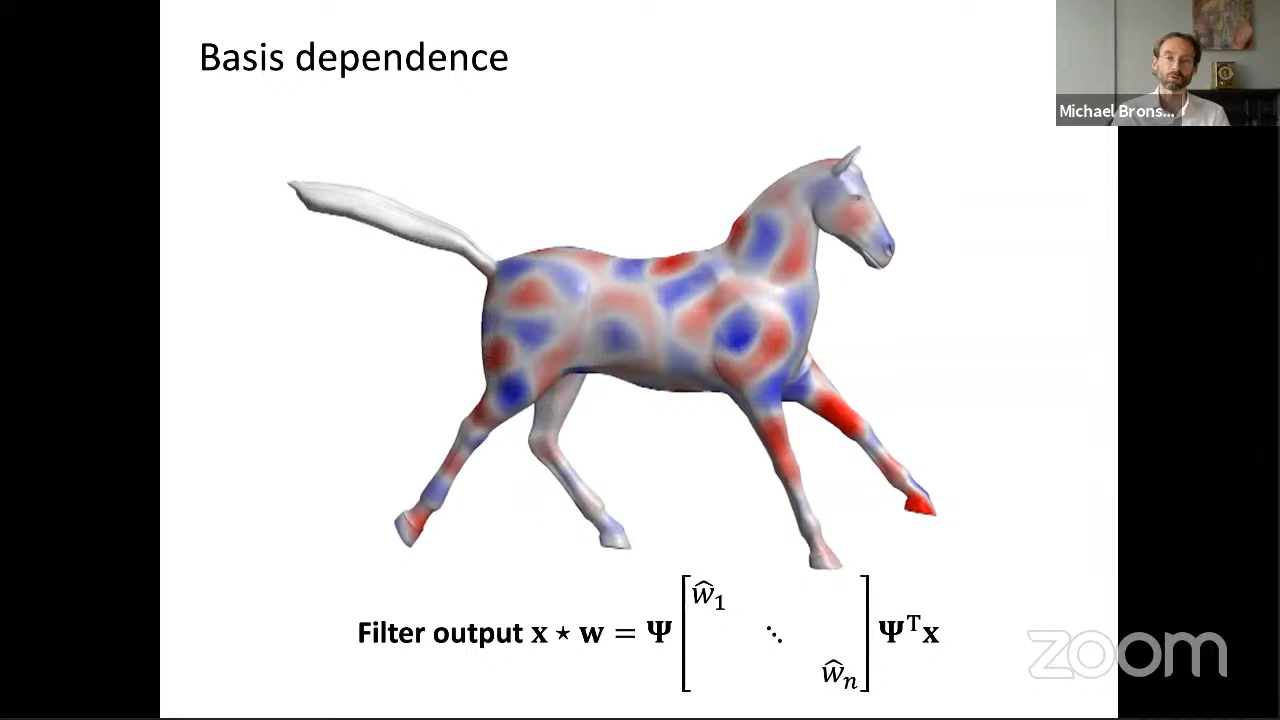 Basis dependence
Michael Brons...
Filter output x ⋆ w = Ψ [ŵ₁ ⋱ ŵₙ] Ψᵀx
zoom